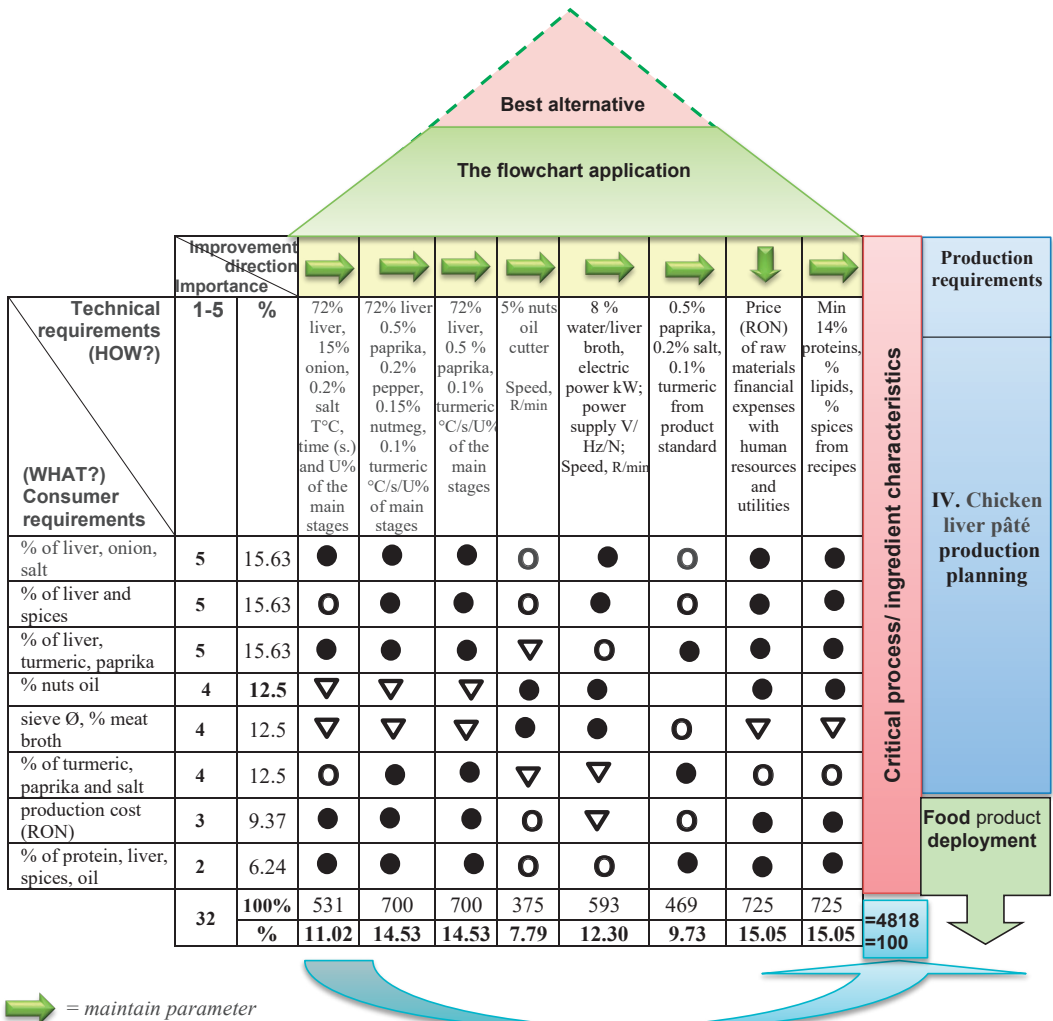 Best alternative
The flowchart application
Improvement
direction
Importance
Production
requirements
Technical
requirements
(HOW?)
(WHAT?)
Consumer
requirements
1-5
%
72%
liver,
15%
onion,
0.2%
salt
T°C,
time (s.)
and U%
of the
main
stages
72% liver
0.5%
paprika,
0.2%
pepper,
0.15%
nutmeg,
0.1%
turmeric
°C/s/U%
of main
stages
72%
liver,
0.5 %
paprika,
0.1%
turmeric
°C/s/U%
of the
main
stages
5% nuts
oil
cutter
Speed,
R/min
8 %
water/liver
broth,
electric
power kW;
power
supply V/
Hz/N;
Speed, R/min
0.5%
paprika,
0.2% salt,
0.1%
turmeric
from
product
standard
Price
(RON)
of raw
materials
financial
expenses
with
human
resources
and
utilities
Min
14%
proteins,
%
lipids,
%
spices
from
recipes
Critical process/ ingredient characteristics
IV. Chicken
liver pâté
production
planning
% of liver, onion,
salt
5
15.63
% of liver and
spices
5
15.63
% of liver,
turmeric, paprika
5
15.63
% nuts oil
4
12.5
sieve Ø, % meat
broth
4
12.5
% of turmeric,
paprika and salt
4
12.5
production cost
(RON)
3
9.37
% of protein, liver,
spices, oil
2
6.24
Food product
deployment
32
100%
531
700
700
375
593
469
725
725
=4818
%
11.02
14.53
14.53
7.79
12.30
9.73
15.05
15.05
=100
= maintain parameter